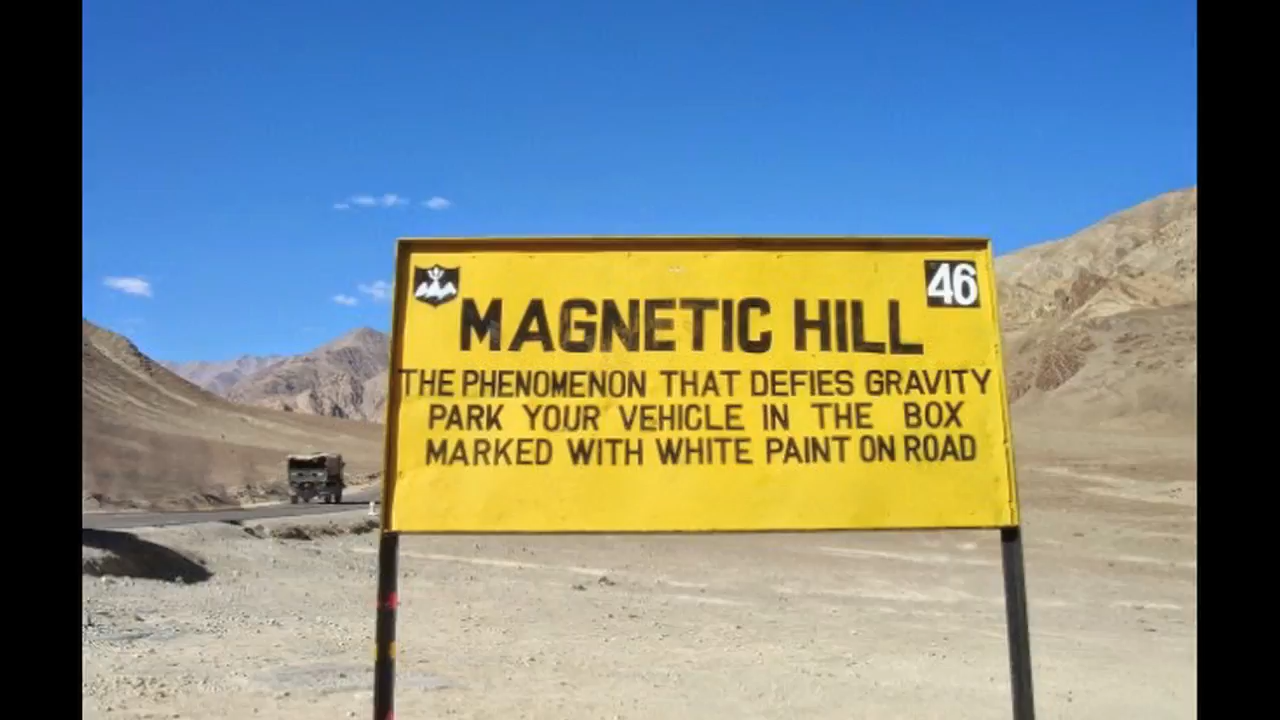 46
MAGNETIC HILL
THE PHENOMENON THAT DEFIES GRAVITY
PARK YOUR VEHICLE IN THE BOX
MARKED WITH WHITE PAINT ON ROAD